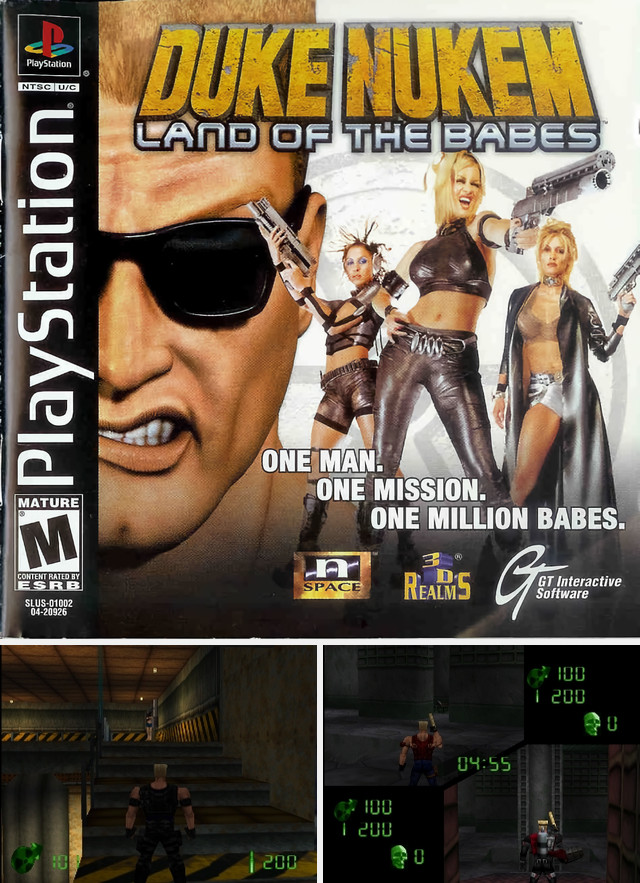 PlayStation
NTSC U/C
PlayStation
DUKE NUKEM
LAND OF THE BABES
ONE MAN.
ONE MISSION.
ONE MILLION BABES.
MATURE
M
CONTENT RATED BY
ESRB
SLUS-01002
04-20926
n
SPACE
3D
REALMS
GT
GT Interactive
Software
10
200
100
200
0
04:55
100
200
0